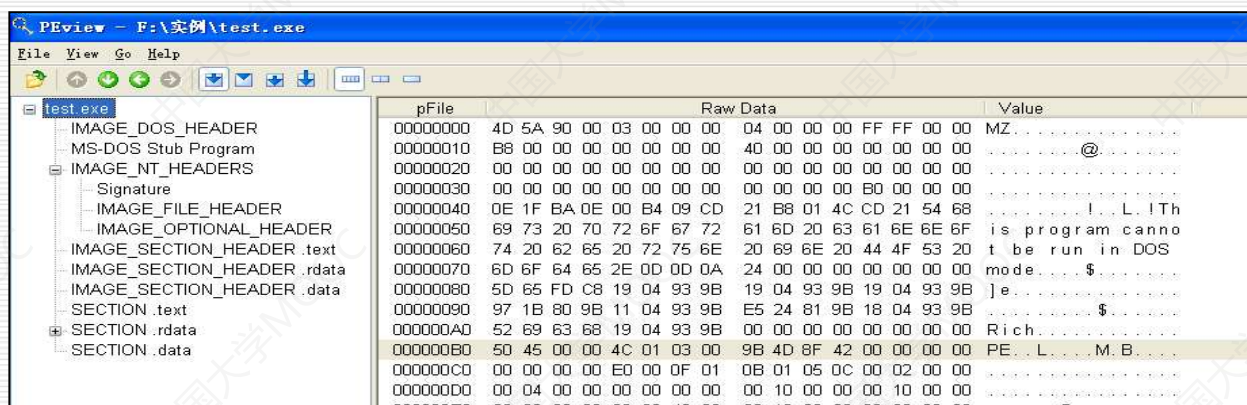 PEview - F:\实例\test.exe
File View Go Help
test.exe
IMAGE_DOS_HEADER
MS-DOS Stub Program
IMAGE_NT_HEADERS
Signature
IMAGE_FILE_HEADER
IMAGE_OPTIONAL_HEADER
IMAGE_SECTION_HEADER .text
IMAGE_SECTION_HEADER .rdata
IMAGE_SECTION_HEADER .data
SECTION .text
SECTION .rdata
SECTION .data
pFile Raw Data Value
00000000 4D 5A 90 00 03 00 00 00 04 00 00 00 FF FF 00 00 MZ..............
00000010 B8 00 00 00 00 00 00 00 40 00 00 00 00 00 00 00 ........@.......
00000020 00 00 00 00 00 00 00 00 00 00 00 00 00 00 00 00 ................
00000030 00 00 00 00 00 00 00 00 00 00 00 00 B0 00 00 00 ................
00000040 0E 1F BA 0E 00 B4 09 CD 21 B8 01 4C CD 21 54 68 ........!..L.!Th
00000050 69 73 20 70 72 6F 67 72 61 6D 20 63 61 6E 6E 6F is program canno
00000060 74 20 62 65 20 72 75 6E 20 69 6E 20 44 4F 53 20 t be run in DOS
00000070 6D 6F 64 65 2E 0D 0D 0A 24 00 00 00 00 00 00 00 mode....$.......
00000080 5D 65 FD C8 19 04 93 9B 19 04 93 9B 19 04 93 9B ]e..............
00000090 97 1B 80 9B 11 04 93 9B E5 24 81 9B 18 04 93 9B .........$......
000000A0 52 69 63 68 19 04 93 9B 00 00 00 00 00 00 00 00 Rich............
000000B0 50 45 00 00 4C 01 03 00 9B 4D 8F 42 00 00 00 00 PE..L....M.B....
000000C0 00 00 00 00 E0 00 0F 01 0B 01 05 0C 00 02 00 00 ................
000000D0 00 04 00 00 00 00 00 00 00 10 00 00 00 10 00 00 ................
中国大学MOOC